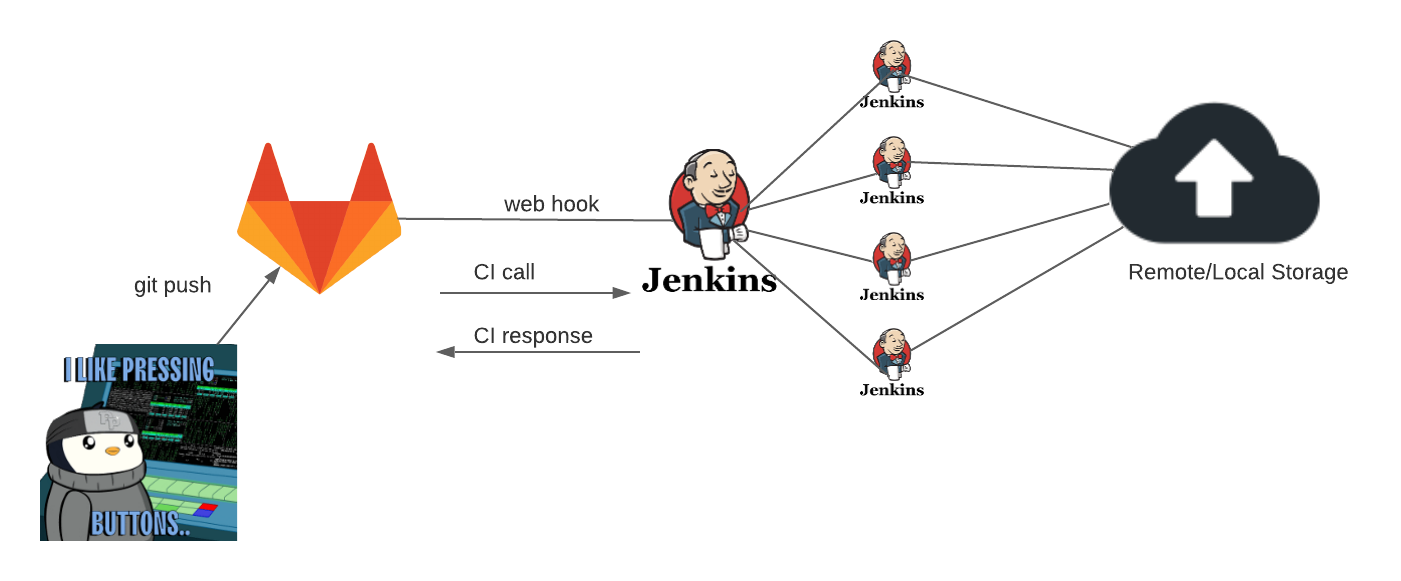 git push
I LIKE PRESSING
BUTTONS..
web hook
CI call
CI response
Jenkins
Jenkins
Jenkins
Jenkins
Jenkins
Remote/Local Storage